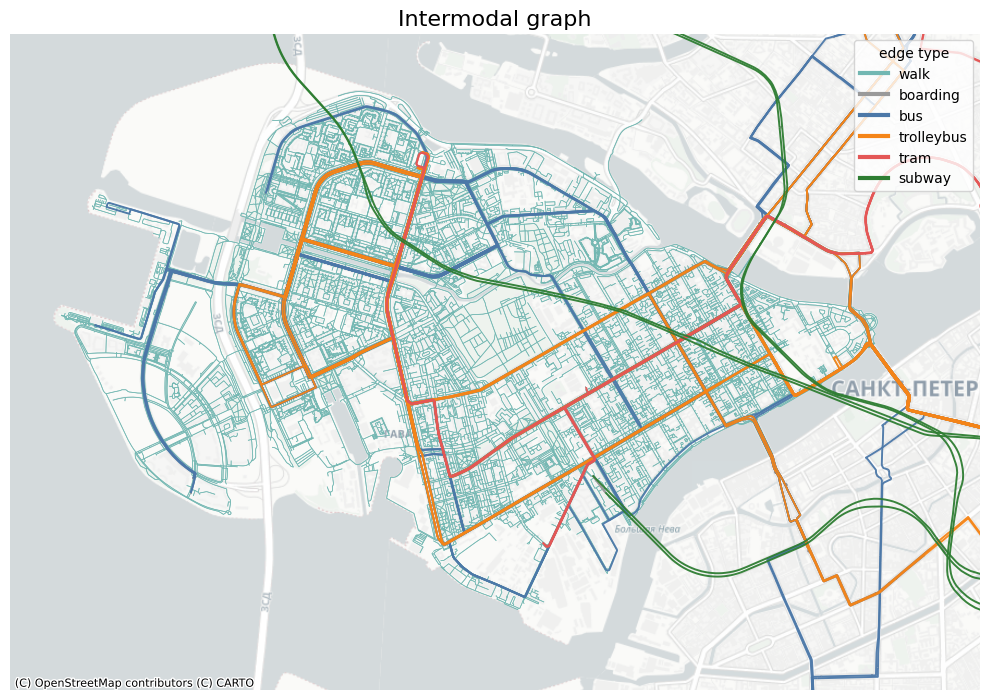 Intermodal graph
edge type
walk
boarding
bus
trolleybus
tram
subway
ЗСД
ЗСД
САНКТ-ПЕТЕР
Большая Нева
ЗСД
(C) OpenStreetMap contributors (C) CARTO